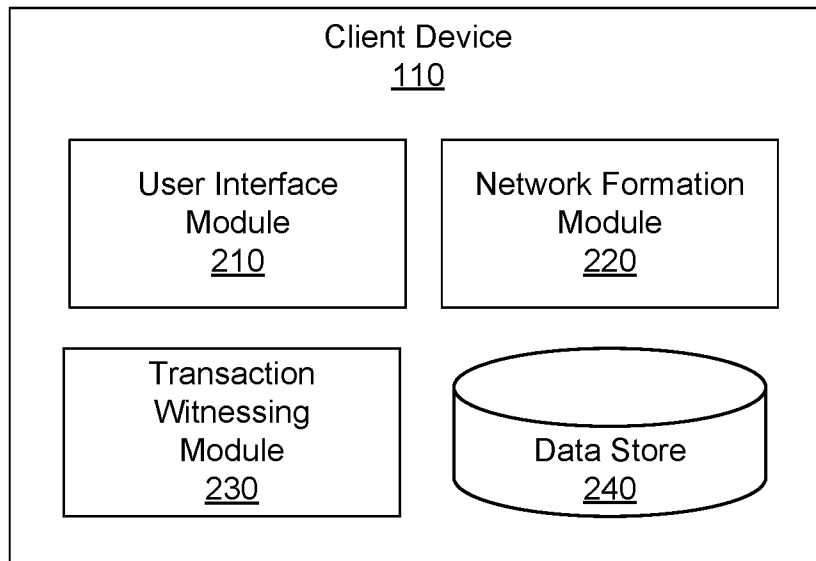 Client Device
110
User Interface
Module
210
Network Formation
Module
220
Transaction
Witnessing
Module
230
Data Store
240